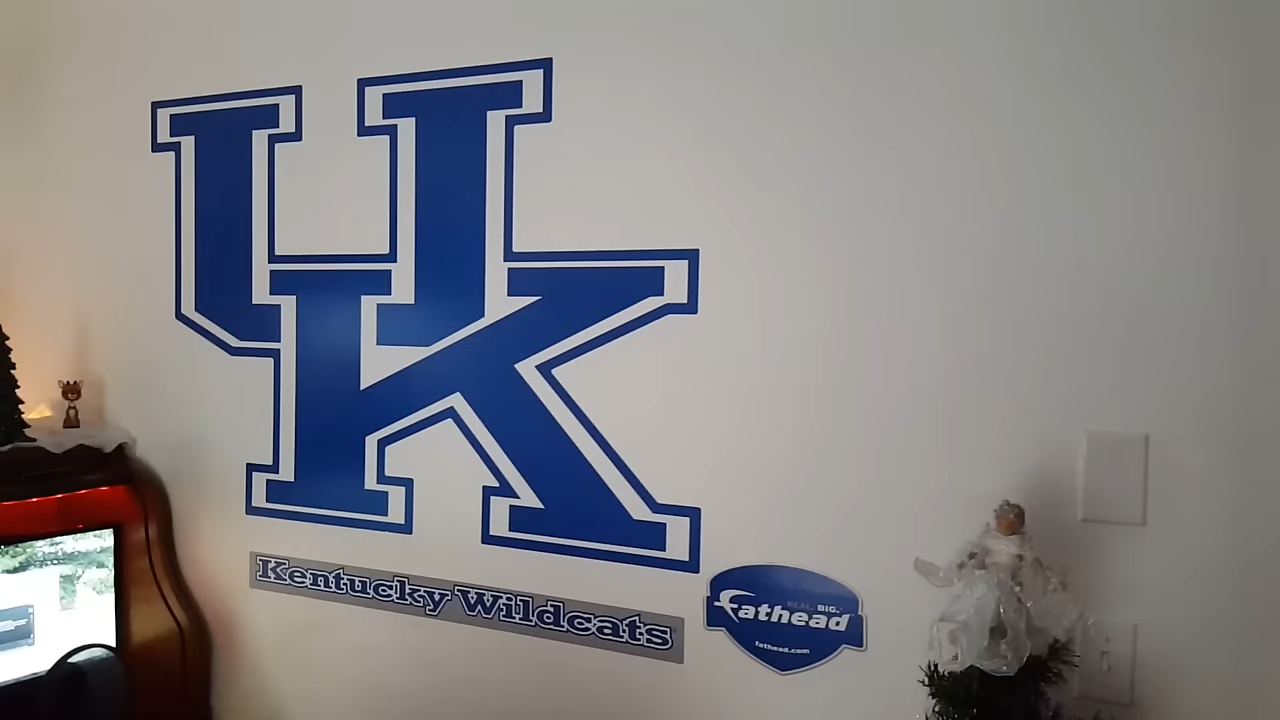 UK
Kentucky Wildcats
REAL. BIG.
Fathead
fathead.com